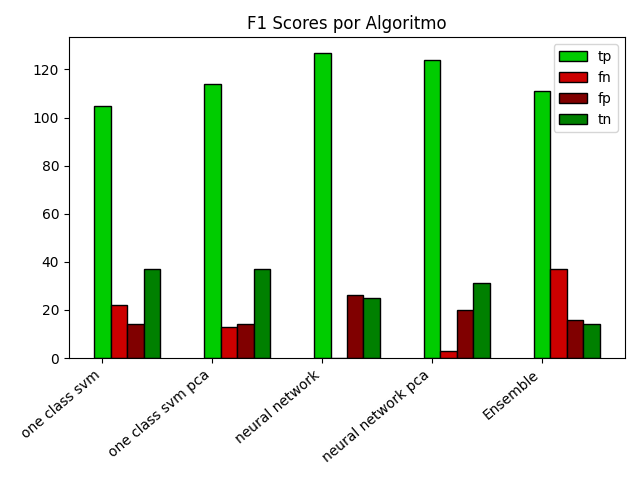 F1 Scores por Algoritmo
tp
fn
fp
tn
120
100
80
60
40
20
0
one class svm
one class svm pca
neural network
neural network pca
Ensemble